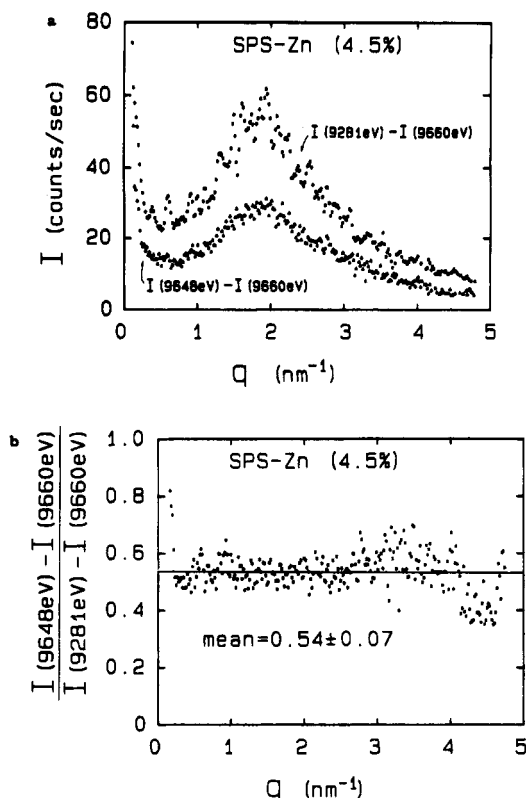 a
80
60
40
20
0
I (counts/sec)
SPS-Zn (4.5%)
I (9281eV) - I (9660eV)
I (9648eV) - I (9660eV)
0 1 2 3 4 5
q (nm⁻¹)
b
1.0
0.8
0.6
0.4
0.2
0
I (9648eV) - I (9660eV)
I (9281eV) - I (9660eV)
SPS-Zn (4.5%)
mean=0.54±0.07
0 1 2 3 4 5
q (nm⁻¹)